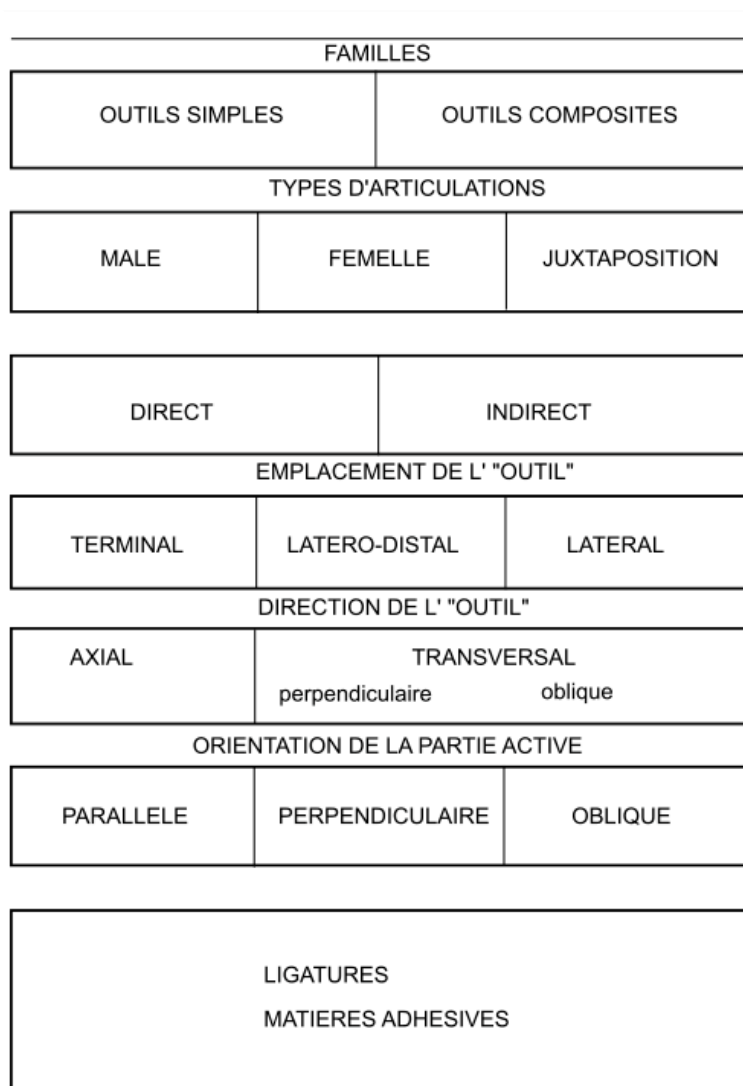 FAMILLES
OUTILS SIMPLES OUTILS COMPOSITES
TYPES D'ARTICULATIONS
MALE FEMELLE JUXTAPOSITION
DIRECT INDIRECT
EMPLACEMENT DE L' "OUTIL"
TERMINAL LATERO-DISTAL LATERAL
DIRECTION DE L' "OUTIL"
AXIAL TRANSVERSAL
perpendiculaire oblique
ORIENTATION DE LA PARTIE ACTIVE
PARALLELE PERPENDICULAIRE OBLIQUE
LIGATURES
MATIERES ADHESIVES